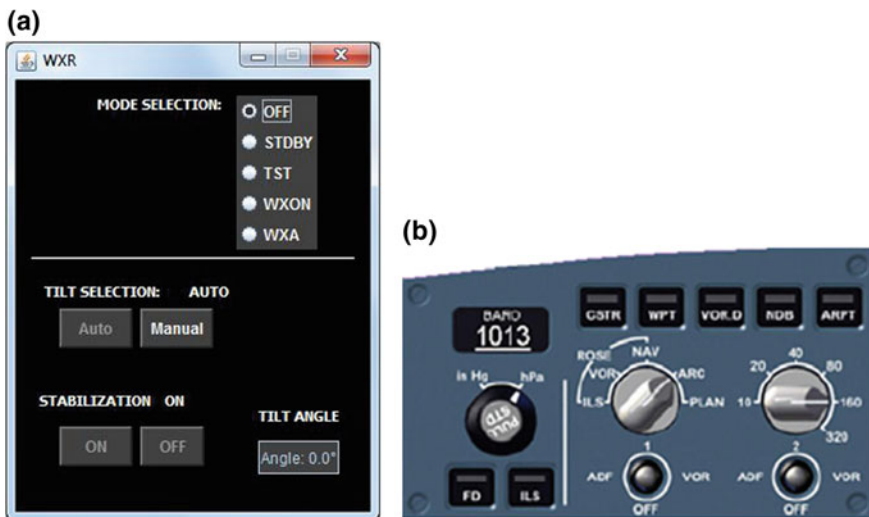 (a)
WXR
MODE SELECTION:
OFF
STDBY
TST
WXON
WXA
TILT SELECTION: AUTO
Auto Manual
STABILIZATION ON
ON OFF
TILT ANGLE
Angle: 0.0°
(b)
BARO
1013
in Hg hPa
PULL STD
FD ILS
CSTR WPT VOR.D NDB ARPT
ROSE NAV
VOR ARC
ILS PLAN
10 20 40 80 160 320
1
ADF VOR
OFF
2
ADF VOR
OFF